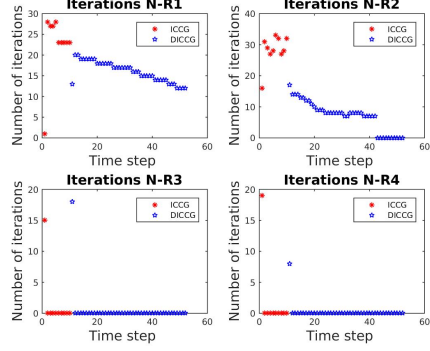 Iterations N-R1
Number of iterations
30
25
20
15
10
5
0
0 20 40 60
Time step
ICCG
DICCG
Iterations N-R2
Number of iterations
40
30
20
10
0
0 20 40 60
Time step
ICCG
DICCG
Iterations N-R3
Number of iterations
20
15
10
5
0
0 20 40 60
Time step
ICCG
DICCG
Iterations N-R4
Number of iterations
20
15
10
5
0
0 20 40 60
Time step
ICCG
DICCG